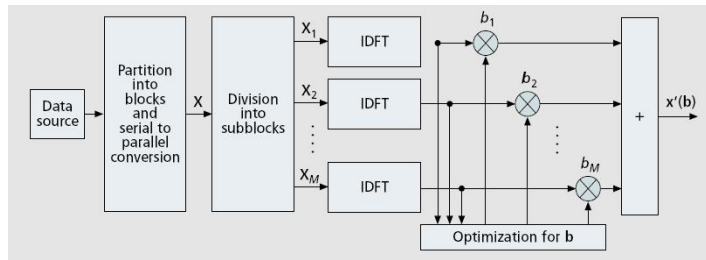 Data
source
Partition
into
blocks
and
serial to
parallel
conversion
X
Division
into
subblocks
X1
IDFT
X2
IDFT
XM
IDFT
b1
b2
bM
Optimization for b
+
x'(b)